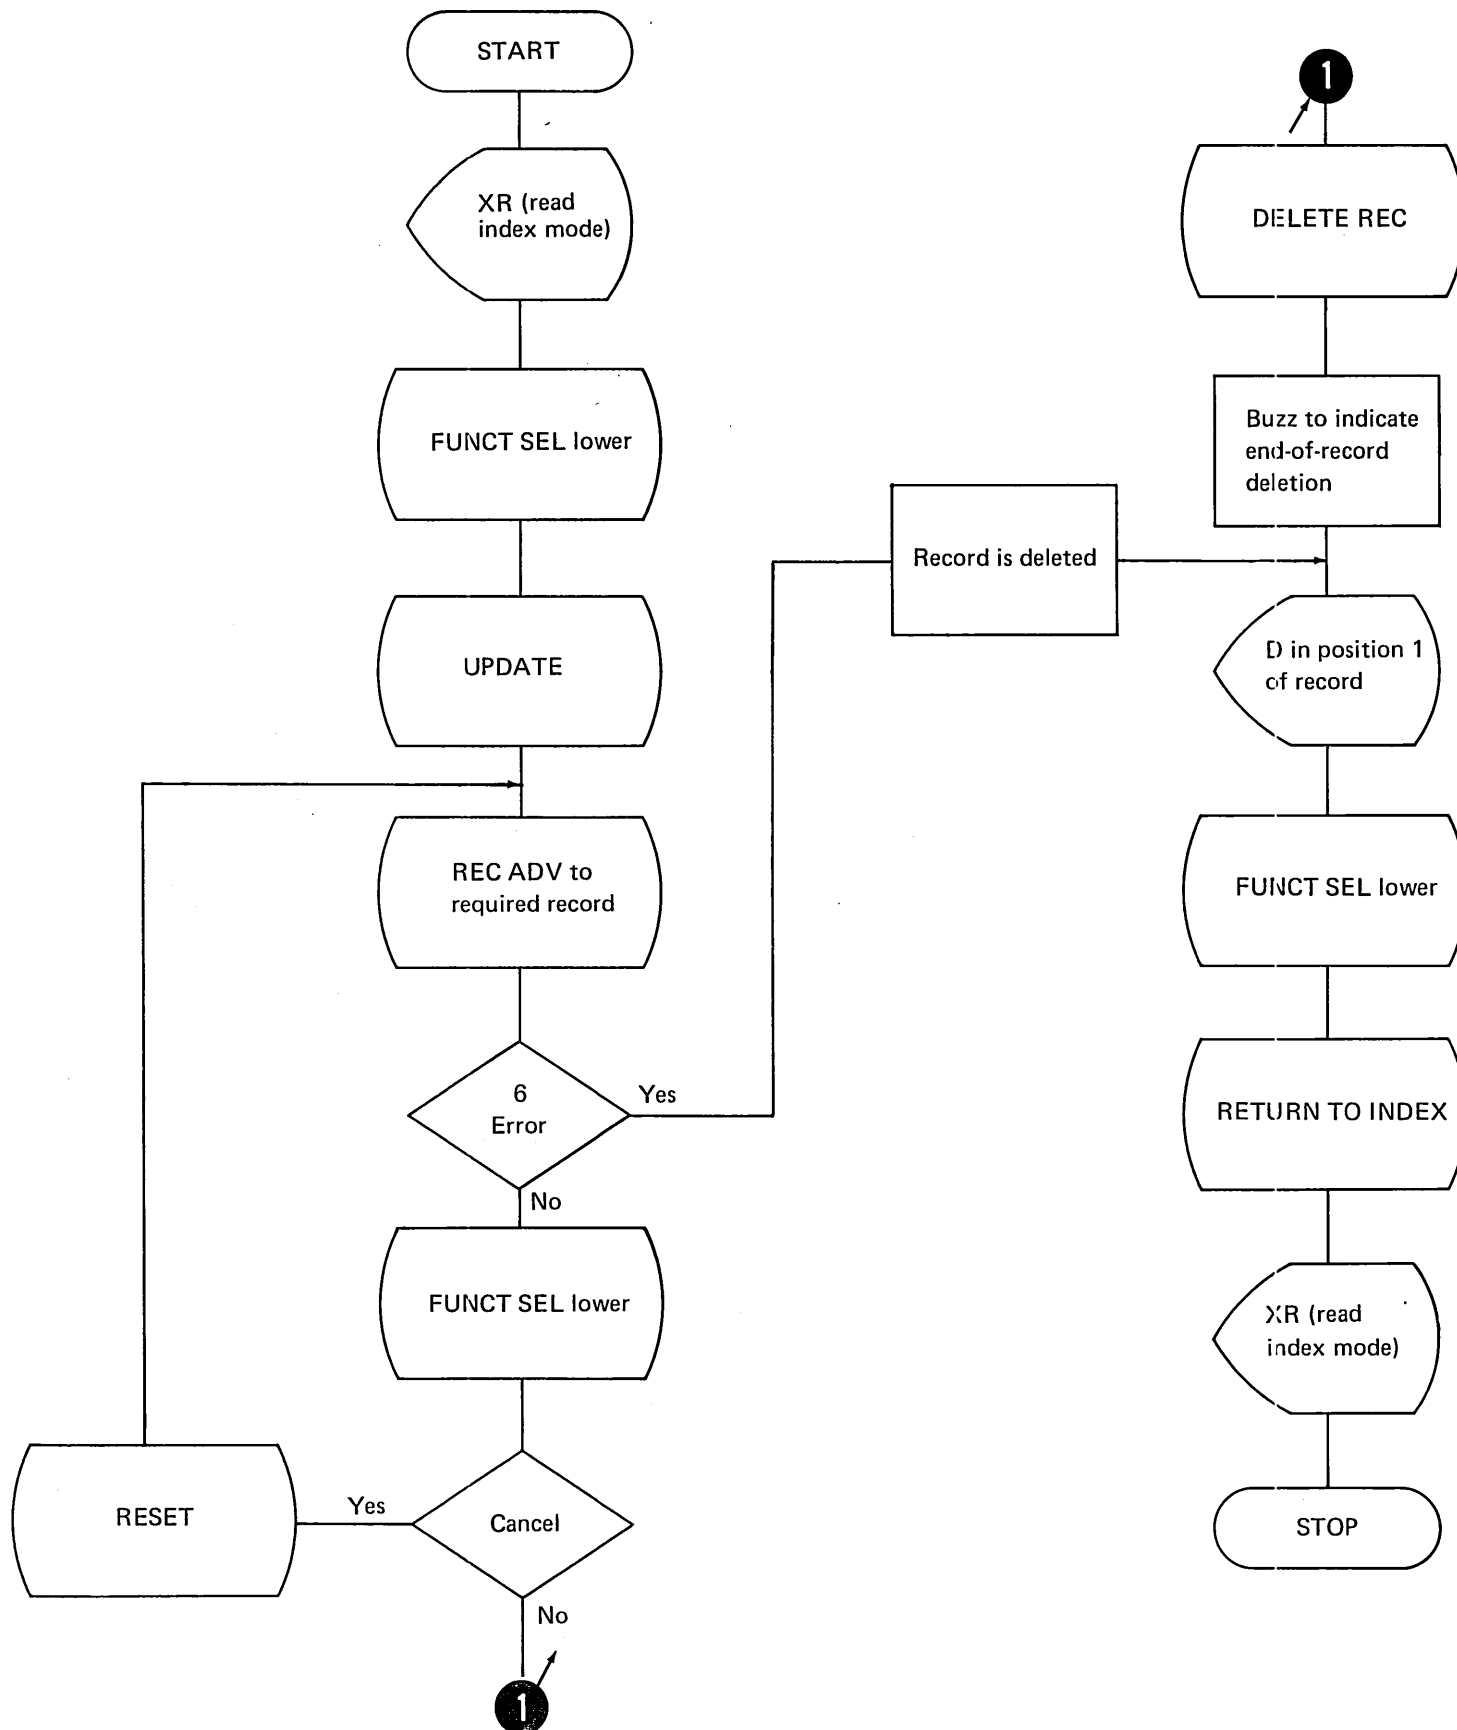 START
XR (read
index mode)
FUNCT SEL lower
UPDATE
REC ADV to
required record
6
Error
Yes
No
FUNCT SEL lower
Cancel
Yes
RESET
No
1
1
DELETE REC
Buzz to indicate
end-of-record
deletion
Record is deleted
D in position 1
of record
FUNCT SEL lower
RETURN TO INDEX
XR (read
index mode)
STOP